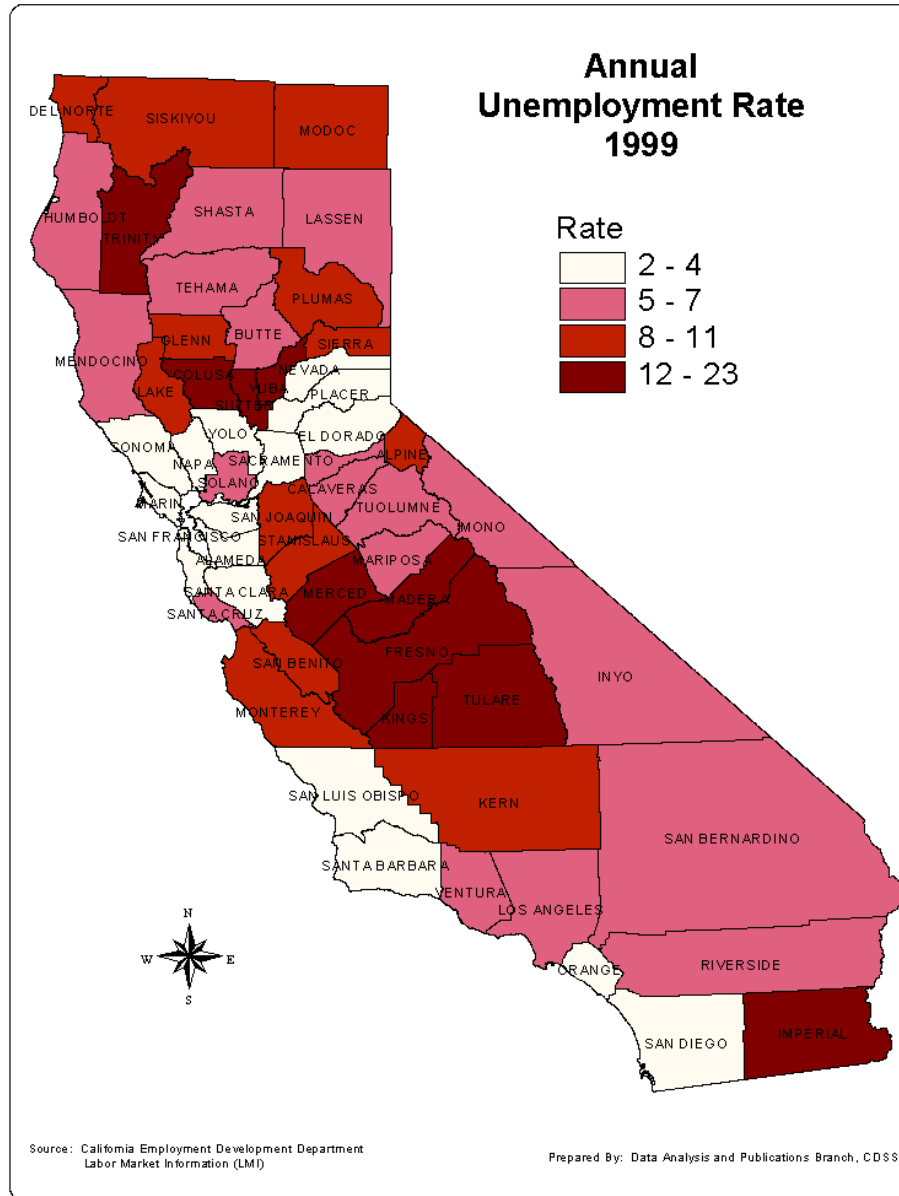 Annual
Unemployment Rate
1999
Rate
2 - 4
5 - 7
8 - 11
12 - 23
DEL NORTE
SISKIYOU
MODOC
HUMBOLDT
TRINITY
SHASTA
LASSEN
TEHAMA
PLUMAS
MENDOCINO
GLENN
BUTTE
SIERRA
LAKE
COLUSA
SUTTER
YUBA
NEVADA
PLACER
SONOMA
NAPA
YOLO
EL DORADO
SACRAMENTO
ALPINE
SOLANO
MARIN
CALAVERAS
TUOLUMNE
MONO
SAN JOAQUIN
SAN FRANCISCO
STANISLAUS
ALAMEDA
MARIPOSA
SANTA CLARA
MERCED
MADERA
SANTA CRUZ
SAN BENITO
FRESNO
INYO
MONTEREY
KINGS
TULARE
SAN LUIS OBISPO
KERN
SAN BERNARDINO
SANTA BARBARA
VENTURA
LOS ANGELES
ORANGE
RIVERSIDE
SAN DIEGO
IMPERIAL
N
W
E
S
Source: California Employment Development Department
Labor Market Information (LMI)
Prepared By: Data Analysis and Publications Branch, CDSS